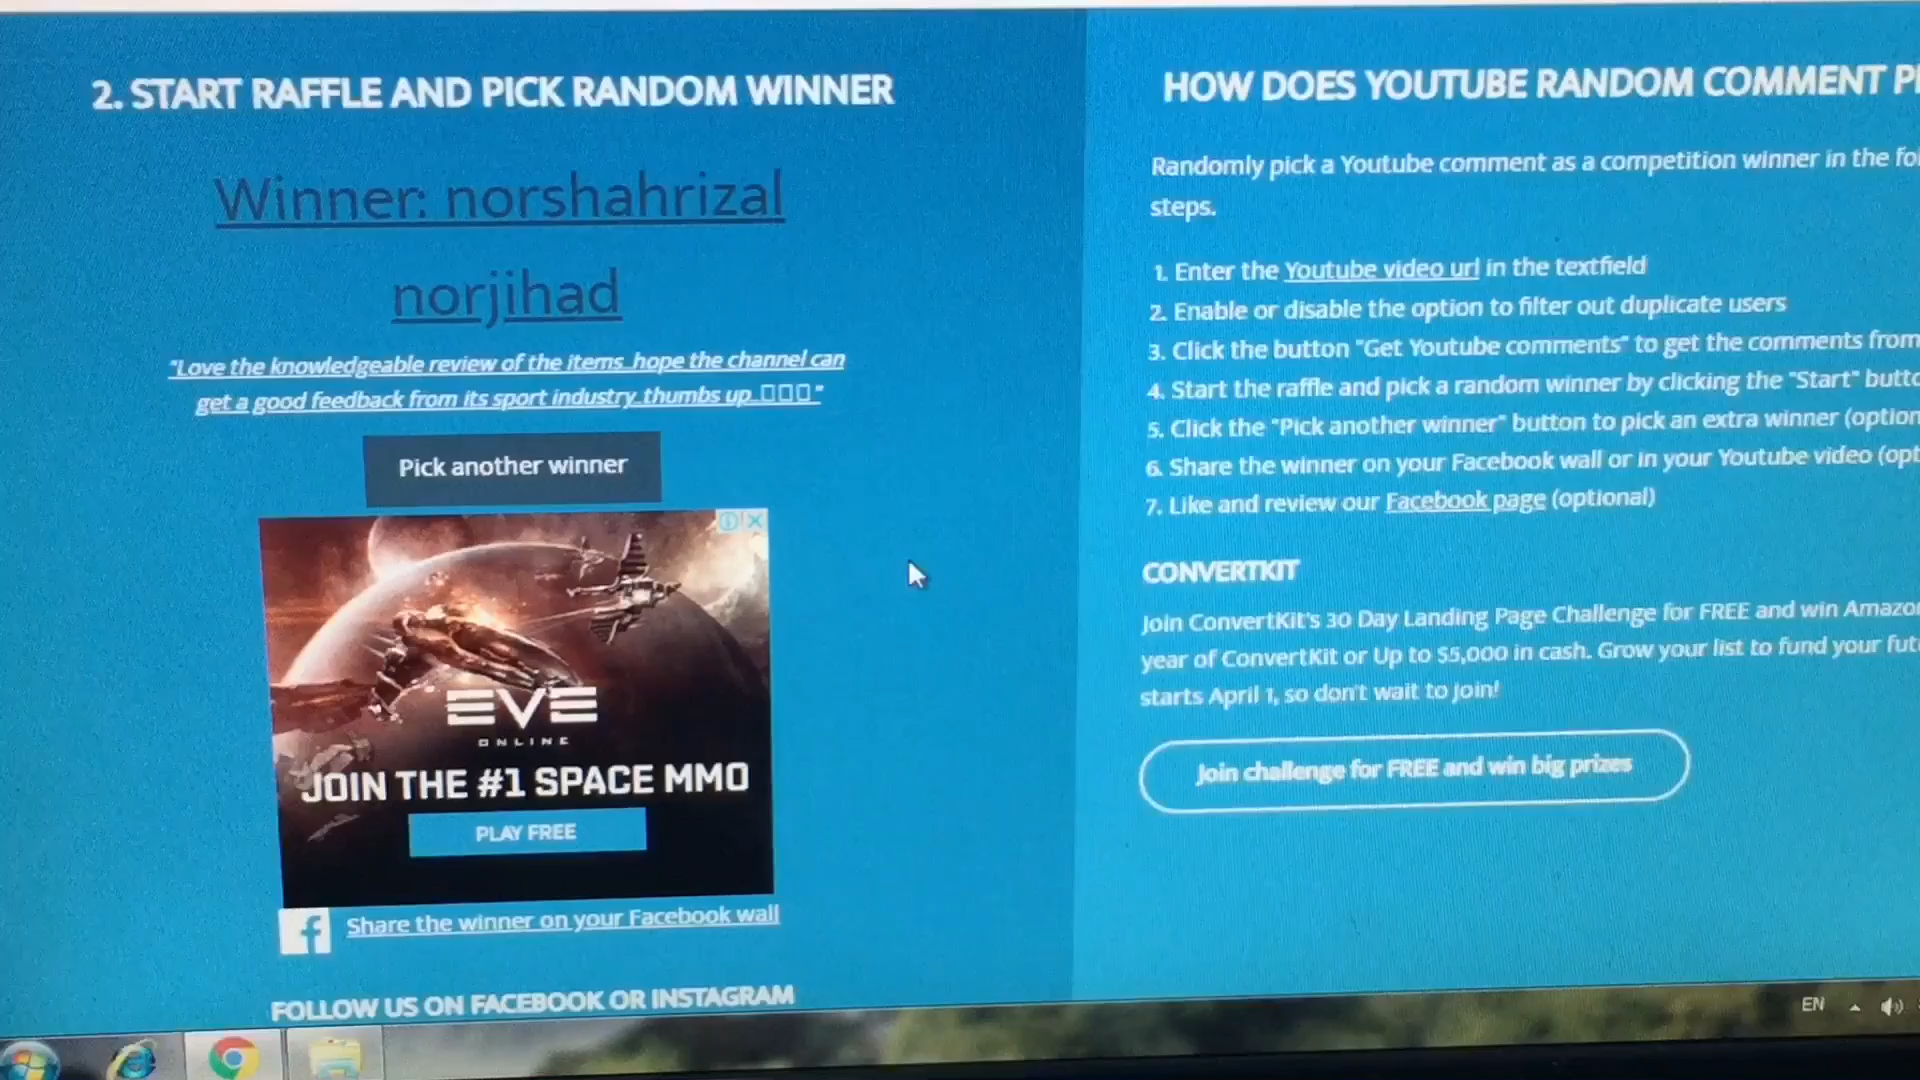 2. START RAFFLE AND PICK RANDOM WINNER
Winner: norshahrizal
norjihad
"Love the knowledgeable review of the items..hope the channel can
get a good feedback from its sport industry..thumbs up "
Pick another winner
EVE
ONLINE
JOIN THE #1 SPACE MMO
PLAY FREE
Share the winner on your Facebook wall
FOLLOW US ON FACEBOOK OR INSTAGRAM
HOW DOES YOUTUBE RANDOM COMMENT
Randomly pick a Youtube comment as a competition winner in the
steps.
1. Enter the Youtube video url in the textfield
2. Enable or disable the option to filter out duplicate users
3. Click the button "Get Youtube comments" to get the comments from
4. Start the raffle and pick a random winner by clicking the "Start"
5. Click the "Pick another winner" button to pick an extra winner
6. Share the winner on your Facebook wall or in your Youtube video
7. Like and review our Facebook page (optional)
CONVERTKIT
Join ConvertKit's 30 Day Landing Page Challenge for FREE and win
year of ConvertKit or Up to $5,000 in cash. Grow your list to fund your
starts April 1, so don't wait to join!
Join challenge for FREE and win big prizes
EN